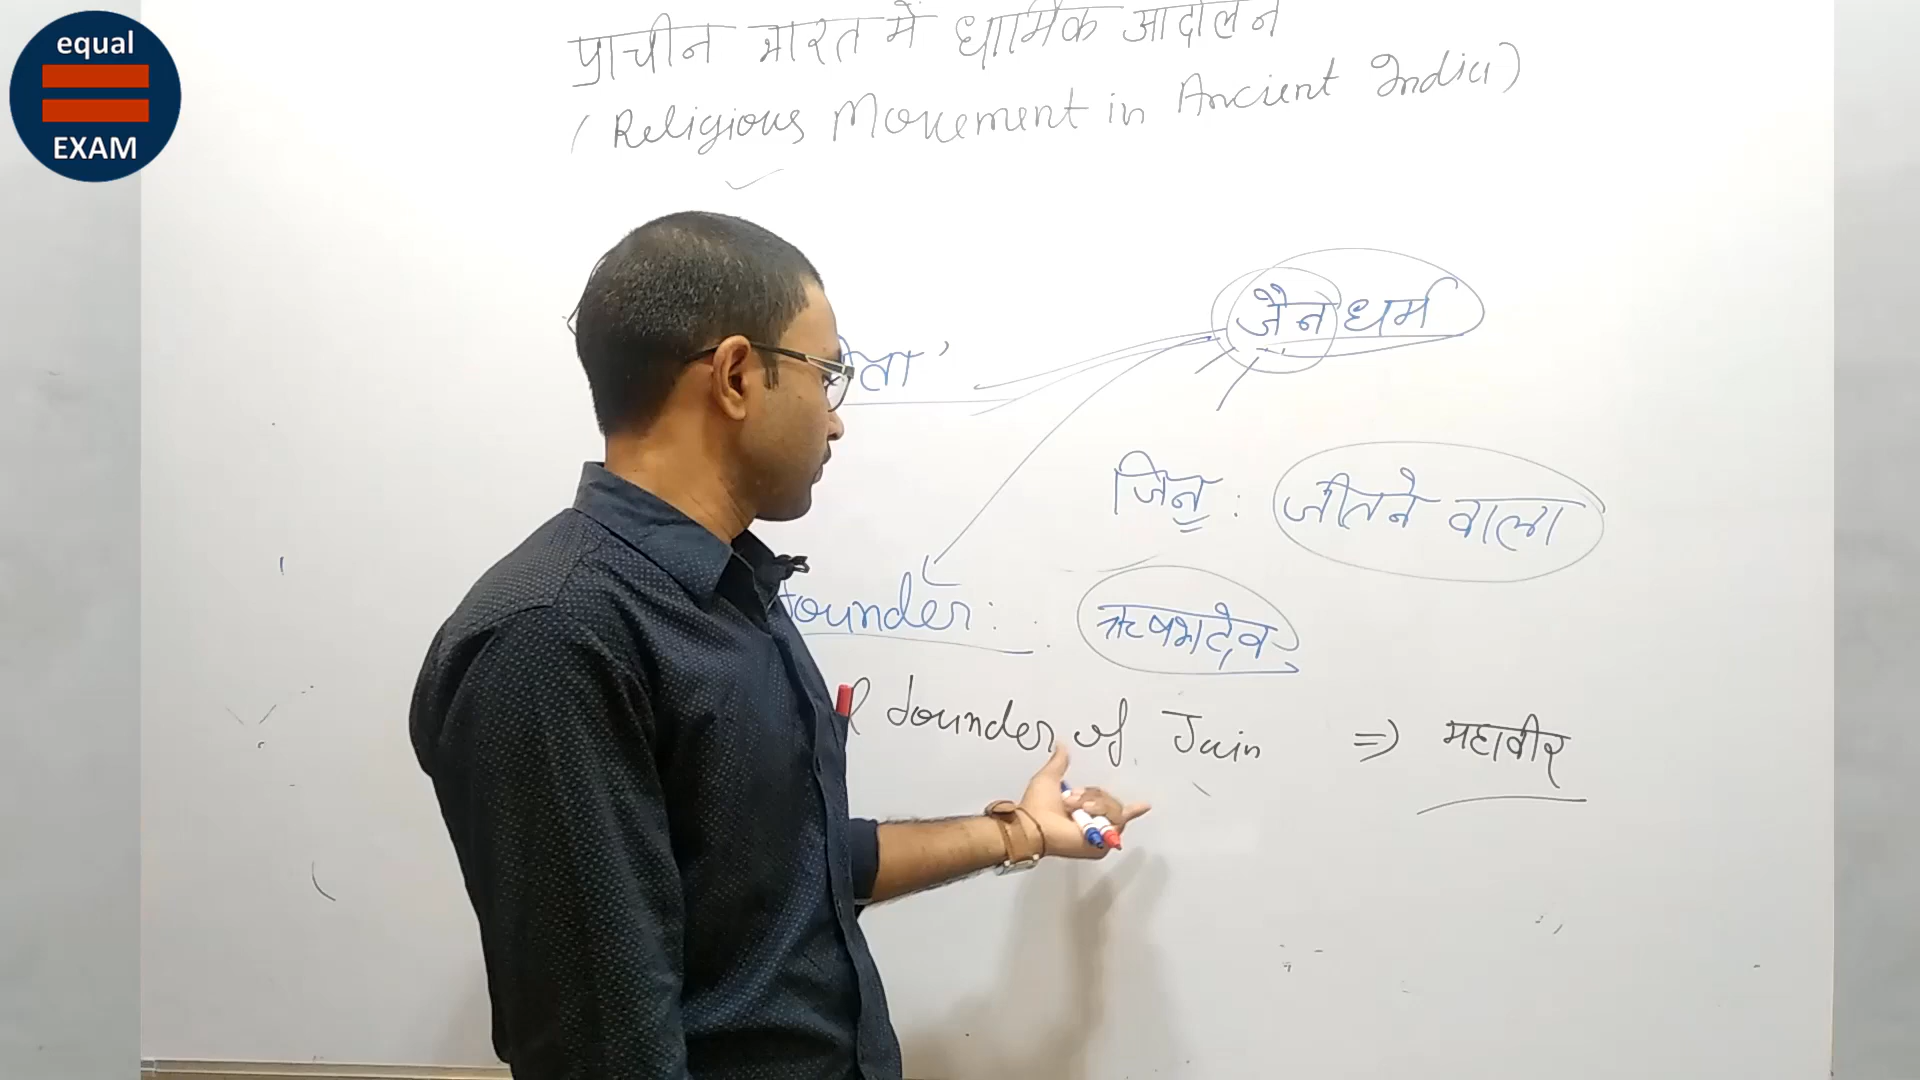 equal
EXAM
प्राचीन भारत में धार्मिक आंदोलन
(Religious Movement in Ancient India)
जैन धर्म
जिन : जीतने वाला
founder : ऋषभदेव
founder of Jain => महावीर